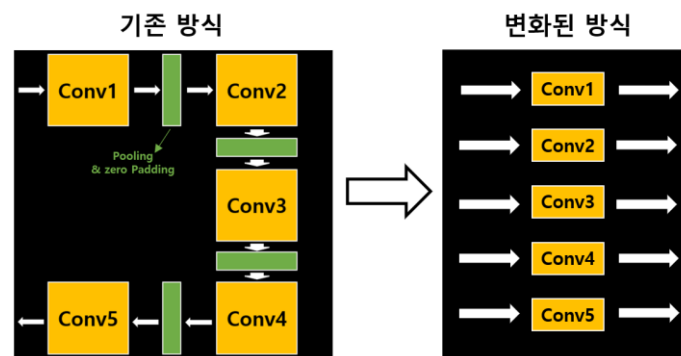 기존 방식
변화된 방식
Conv1
Conv2
Pooling
& zero Padding
Conv3
Conv5
Conv4
Conv1
Conv2
Conv3
Conv4
Conv5